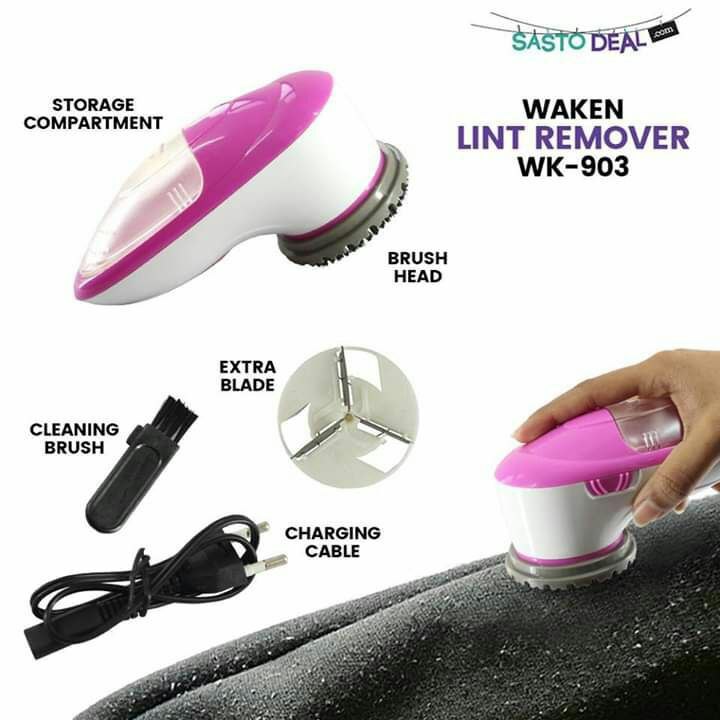 SASTO DEAL .com
WAKEN
LINT REMOVER
WK-903
STORAGE
COMPARTMENT
BRUSH
HEAD
EXTRA
BLADE
CLEANING
BRUSH
CHARGING
CABLE